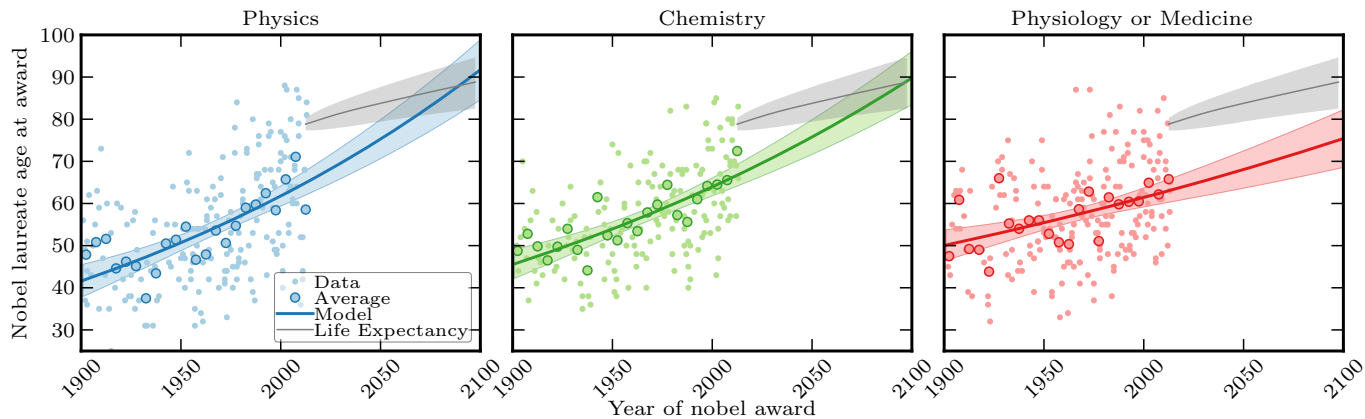 Physics Chemistry Physiology or Medicine
Nobel laureate age at award
100
90
80
70
60
50
40
30
Data
Average
Model
Life Expectancy
1900 1950 2000 2050 2100 1900 1950 2000 2050 2100 1900 1950 2000 2050 2100
Year of nobel award